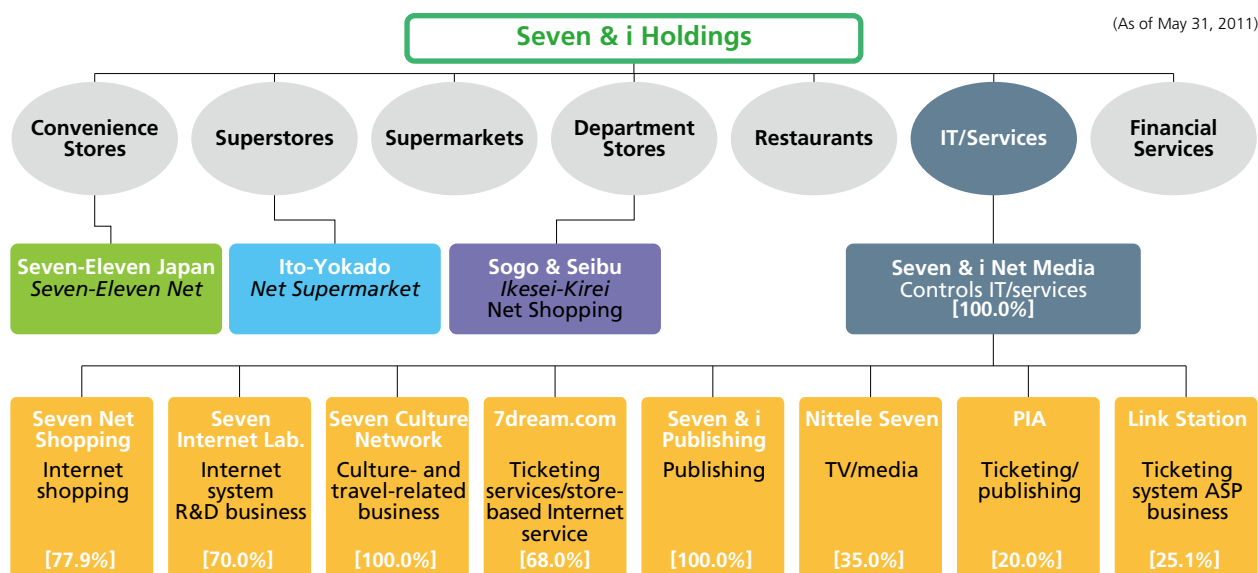 (As of May 31, 2011)
Seven & i Holdings
Convenience
Stores
Superstores
Supermarkets
Department
Stores
Restaurants
IT/Services
Financial
Services
Seven-Eleven Japan
Seven-Eleven Net
Ito-Yokado
Net Supermarket
Sogo & Seibu
Ikesei-Kirei
Net Shopping
Seven & i Net Media
Controls IT/services
[100.0%]
Seven Net
Shopping
Internet
shopping
[77.9%]
Seven
Internet Lab.
Internet
system
R&D business
[70.0%]
Seven Culture
Network
Culture- and
travel-related
business
[100.0%]
7dream.com
Ticketing
services/store-
based Internet
service
[68.0%]
Seven & i
Publishing
Publishing
[100.0%]
Nittele Seven
TV/media
[35.0%]
PIA
Ticketing/
publishing
[20.0%]
Link Station
Ticketing
system ASP
business
[25.1%]